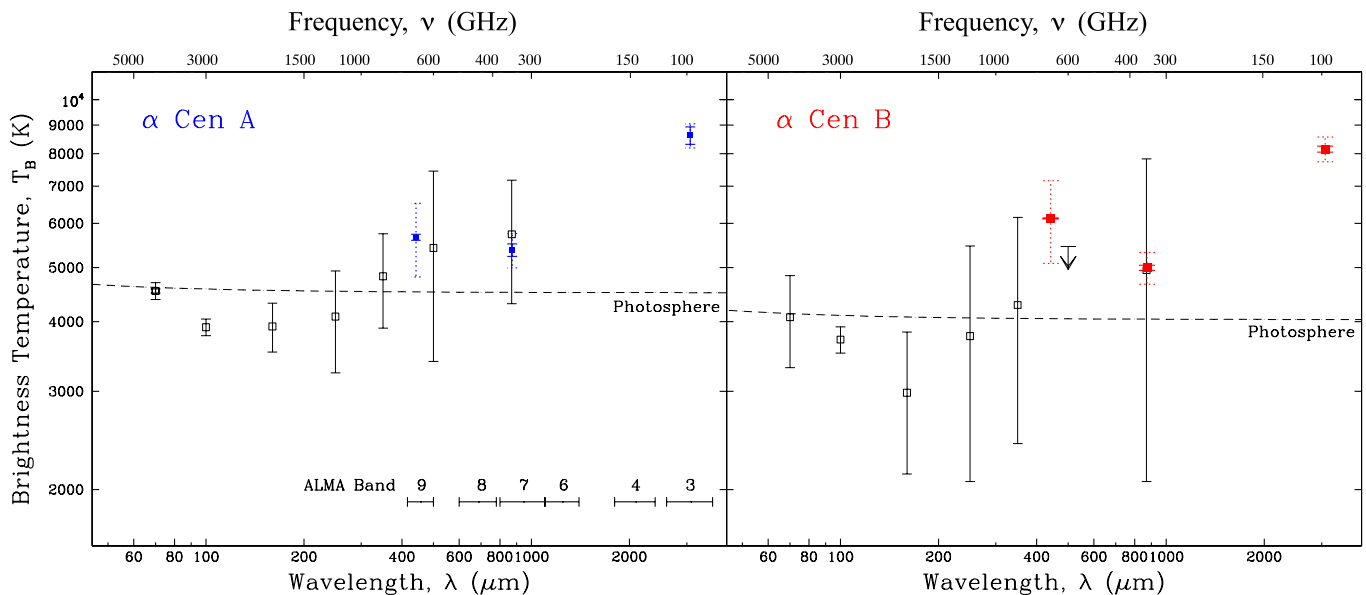 Frequency, ν (GHz)
Frequency, ν (GHz)
5000 3000 1500 1000 600 400 300 150 100
5000 3000 1500 1000 600 400 300 150 100
α Cen A
α Cen B
Brightness Temperature, T_B (K)
10⁴
9000
8000
7000
6000
5000
4000
3000
2000
Photosphere
Photosphere
ALMA Band 9 8 7 6 4 3
60 80 100 200 400 600 800 1000 2000
60 80 100 200 400 600 800 1000 2000
Wavelength, λ (μm)
Wavelength, λ (μm)